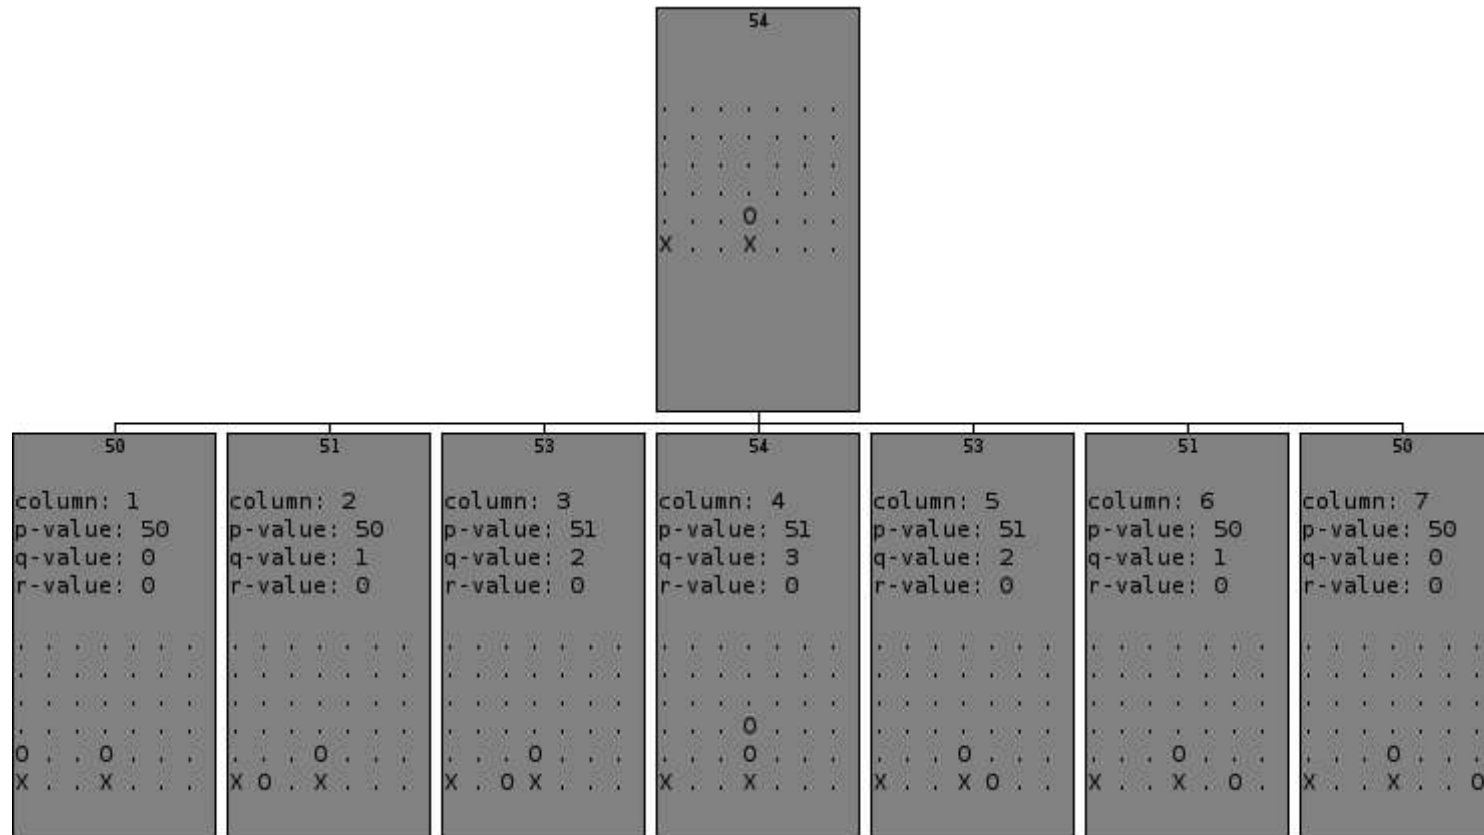 54
. . . . . . .
. . . . . . .
. . . . . . .
. . . . . . .
. . . O . . .
X . . X . . .
50
column: 1
p-value: 50
q-value: 0
r-value: 0
. . . . . . .
. . . . . . .
. . . . . . .
. . . . . . .
O . . O . . .
X . . X . . .
51
column: 2
p-value: 50
q-value: 1
r-value: 0
. . . . . . .
. . . . . . .
. . . . . . .
. . . . . . .
. . . O . . .
X O . X . . .
53
column: 3
p-value: 51
q-value: 2
r-value: 0
. . . . . . .
. . . . . . .
. . . . . . .
. . . . . . .
. . . O . . .
X . O X . . .
54
column: 4
p-value: 51
q-value: 3
r-value: 0
. . . . . . .
. . . . . . .
. . . . . . .
. . . O . . .
. . . O . . .
X . . X . . .
53
column: 5
p-value: 51
q-value: 2
r-value: 0
. . . . . . .
. . . . . . .
. . . . . . .
. . . . . . .
. . . O . . .
X . . X O . .
51
column: 6
p-value: 50
q-value: 1
r-value: 0
. . . . . . .
. . . . . . .
. . . . . . .
. . . . . . .
. . . O . . .
X . . X . O .
50
column: 7
p-value: 50
q-value: 0
r-value: 0
. . . . . . .
. . . . . . .
. . . . . . .
. . . . . . .
. . . O . . .
X . . X . . O